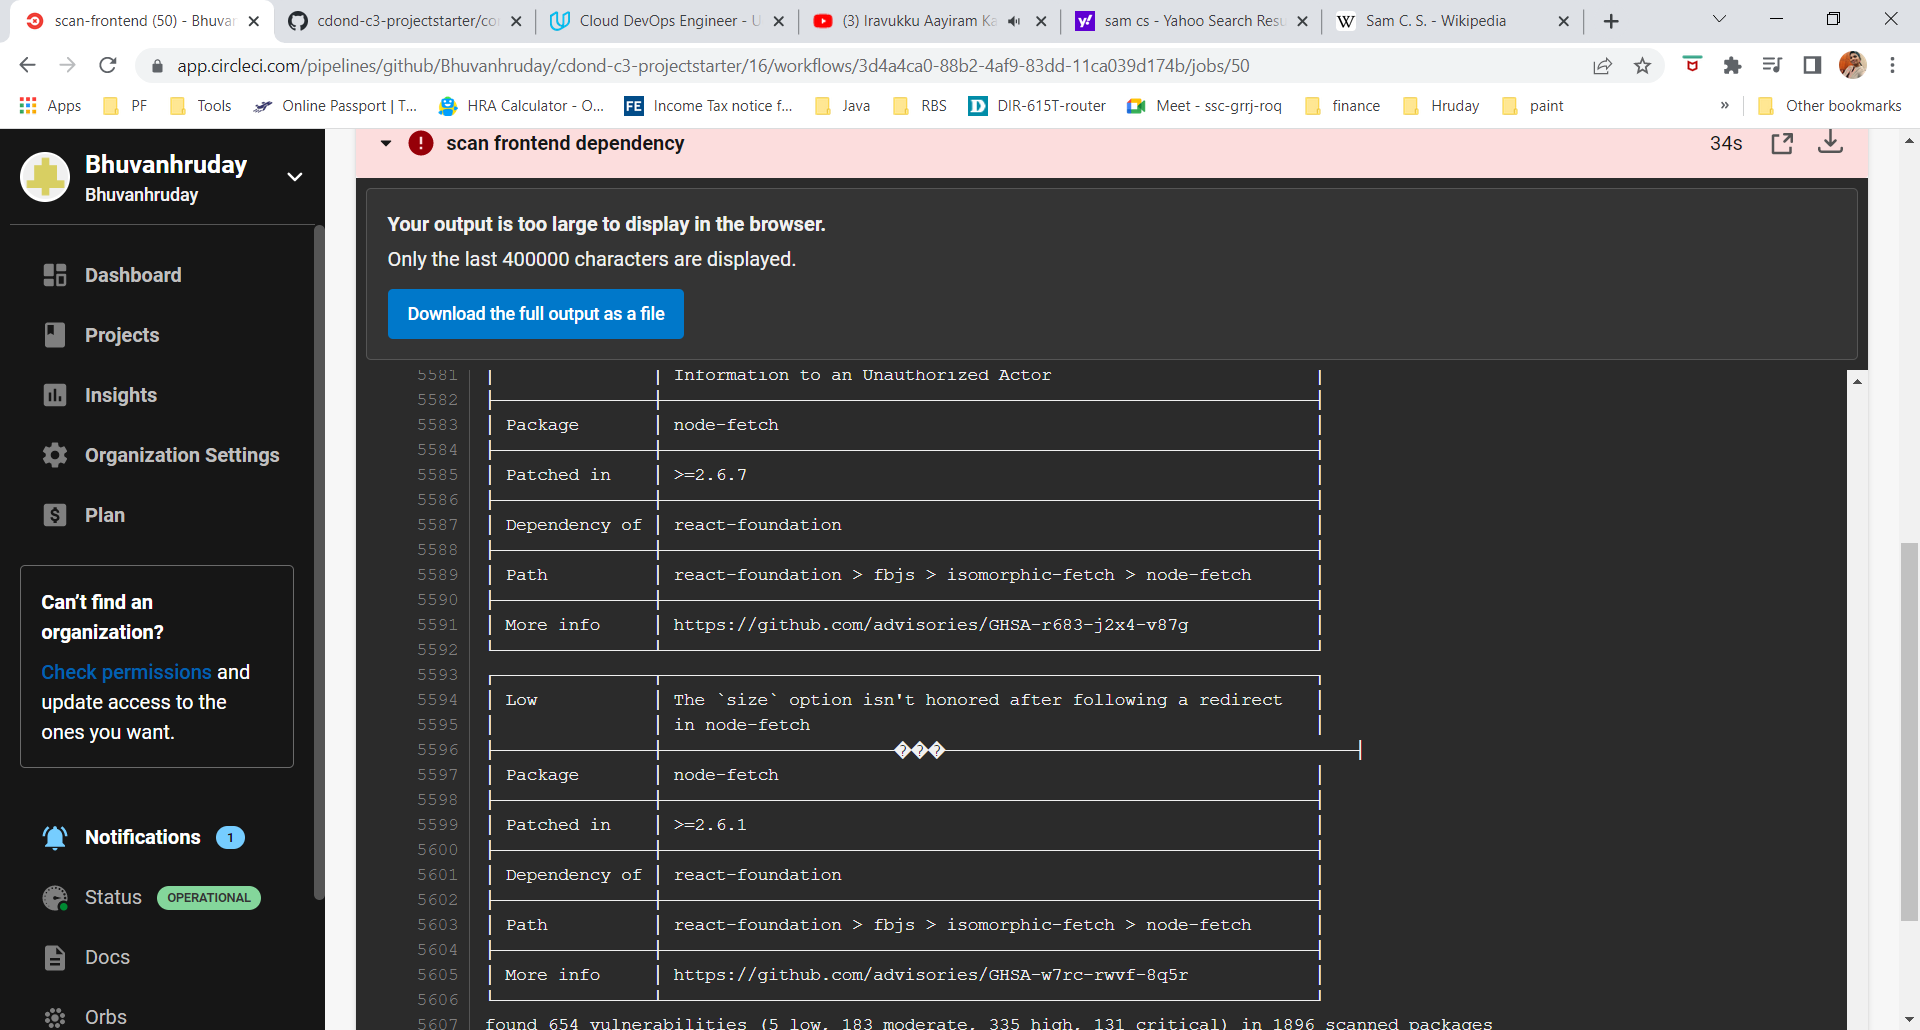 scan-frontend (50) - Bhuvan
cdond-c3-projectstarter/cor
Cloud DevOps Engineer - U
(3) Iravukku Aayiram Ka
sam cs - Yahoo Search Resu
Sam C. S. - Wikipedia
app.circleci.com/pipelines/github/Bhuvanhruday/cdond-c3-projectstarter/16/workflows/3d4a4ca0-88b2-4af9-83dd-11ca039d174b/jobs/50
Apps
PF
Tools
Online Passport | T...
HRA Calculator - O...
FE
Income Tax notice f...
Java
RBS
D
DIR-615T-router
Meet - ssc-grrj-roq
finance
Hruday
paint
»
Other bookmarks
Bhuvanhruday
Bhuvanhruday
Dashboard
Projects
Insights
Organization Settings
Plan
Can't find an
organization?
Check permissions and
update access to the
ones you want.
Notifications 1
Status OPERATIONAL
Docs
Orbs
scan frontend dependency
34s
Your output is too large to display in the browser.
Only the last 400000 characters are displayed.
Download the full output as a file
5581 Information to an Unauthorized Actor
5582
5583 Package node-fetch
5584
5585 Patched in >=2.6.7
5586
5587 Dependency of react-foundation
5588
5589 Path react-foundation > fbjs > isomorphic-fetch > node-fetch
5590
5591 More info https://github.com/advisories/GHSA-r683-j2x4-v87g
5592
5593
5594 Low The `size` option isn't honored after following a redirect
5595 in node-fetch
5596 ���
5597 Package node-fetch
5598
5599 Patched in >=2.6.1
5600
5601 Dependency of react-foundation
5602
5603 Path react-foundation > fbjs > isomorphic-fetch > node-fetch
5604
5605 More info https://github.com/advisories/GHSA-w7rc-rwvf-8q5r
5606
5607 found 654 vulnerabilities (5 low, 183 moderate, 335 high, 131 critical) in 1896 scanned packages